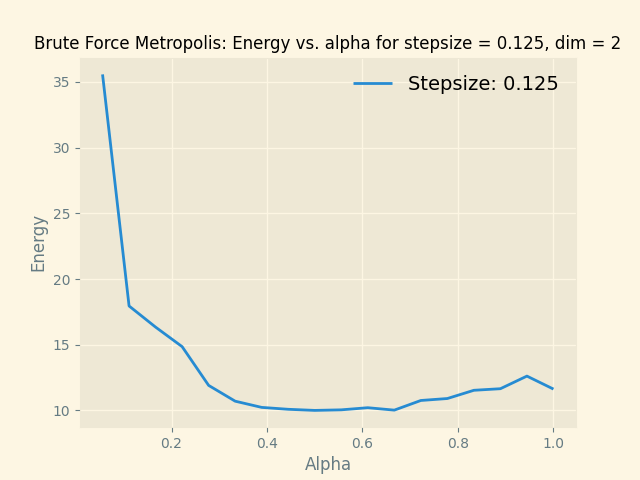 Brute Force Metropolis: Energy vs. alpha for stepsize = 0.125, dim = 2
Stepsize: 0.125
35
30
25
20
15
10
Energy
0.2 0.4 0.6 0.8 1.0
Alpha